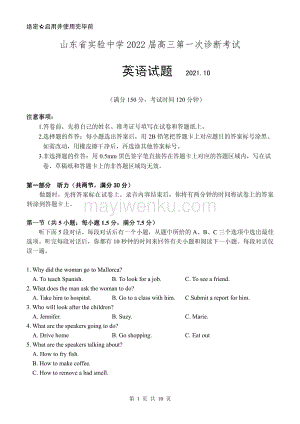 绝密★启用并使用完毕前
山东省实验中学 2022 届高三第一次诊断考试
英语试题 2021.10
(满分 150 分，考试时间 120 分钟)
注意事项：
1.答卷前，先将自己的姓名、准考证号填写在试卷和答题纸上。
2.选择题的作答：每小题选出答案后，用 2B 铅笔把答题卡上对应题目的答案标号涂黑，如需改动，用橡皮擦干净后，再选涂其他答案标号。
3.非选择题的作答：用 0.5mm 黑色签字笔直接答在答题卡上对应的答题区域内，写在试卷、草稿纸和答题卡上的非答题区域均无效。
第一部分 听力（共两节，满分 30 分）
做题时，先将答案标在试卷上。录音内容结束后，你将有两分钟的时间将试卷上的答案转涂到答题卡上。
第一节（共 5 小题；每小题 1.5 分，满分 7.5 分）
听下面 5 段对话。每段对话后有一个小题，从题中所给的 A、B、C 三个选项中选出最佳选项。听完每段对话后，你都有 10 秒钟的时间来回答有关小题和阅读下一小题。每段对话仅读一遍。
1. Why did the woman go to Mallorca?
A. To teach Spanish. B. To look for a job. C. To see a friend.
2. What does the man ask the woman to do?
A. Take him to hospital. B. Go to a class with him. C. Submit a report for him.
3. Who is the man talking about?
A. Jennifer. B. Suzy. C. Marie.
4. What are the speakers going to do?
A. Go shopping. B. Do some cooking. C. Eat out
5. What are the speakers talking about?
A. How to fry fish.
B. How to make coffee.
C. How to remove a bad smell.
mayiwenku.com
第 1 页 共 10 页